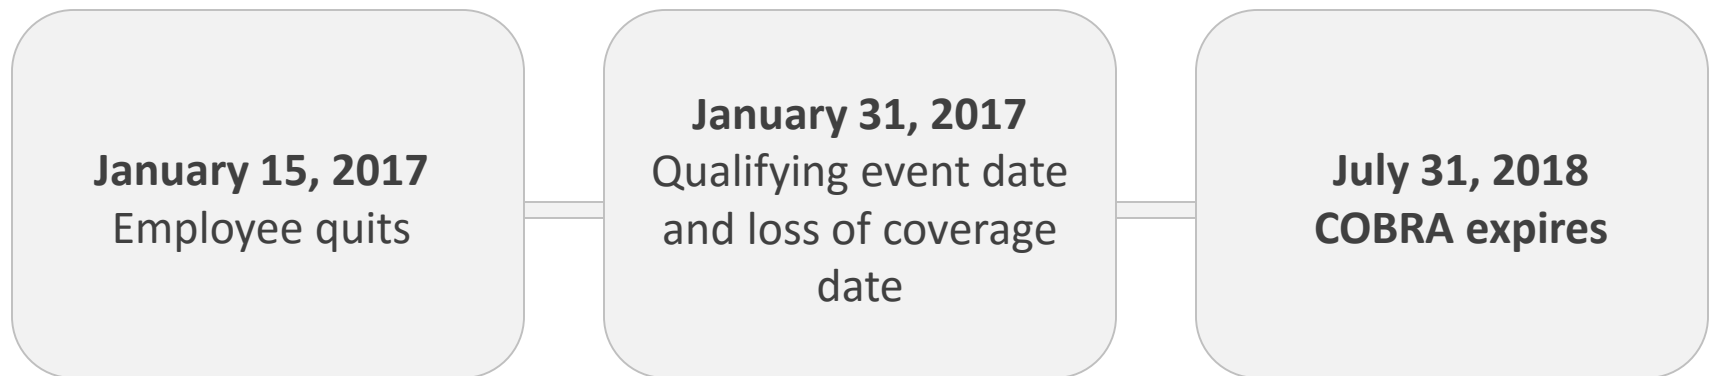 January 15, 2017
Employee quits
January 31, 2017
Qualifying event date
and loss of coverage
date
July 31, 2018
COBRA expires